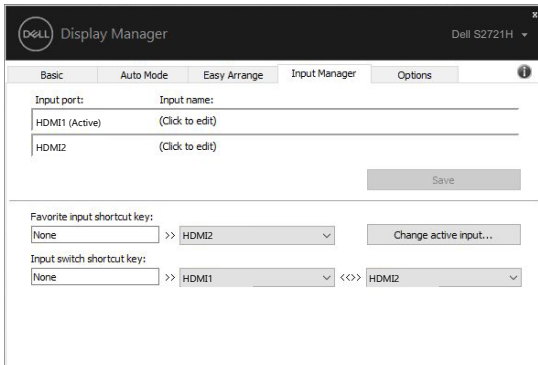 x
DELL Display Manager
Dell S2721H
Basic Auto Mode Easy Arrange Input Manager Options i
Input port: Input name:
HDMI1 (Active) (Click to edit)
HDMI2 (Click to edit)
Save
Favorite input shortcut key:
None >> HDMI2 Change active input...
Input switch shortcut key:
None >> HDMI1 <<>> HDMI2